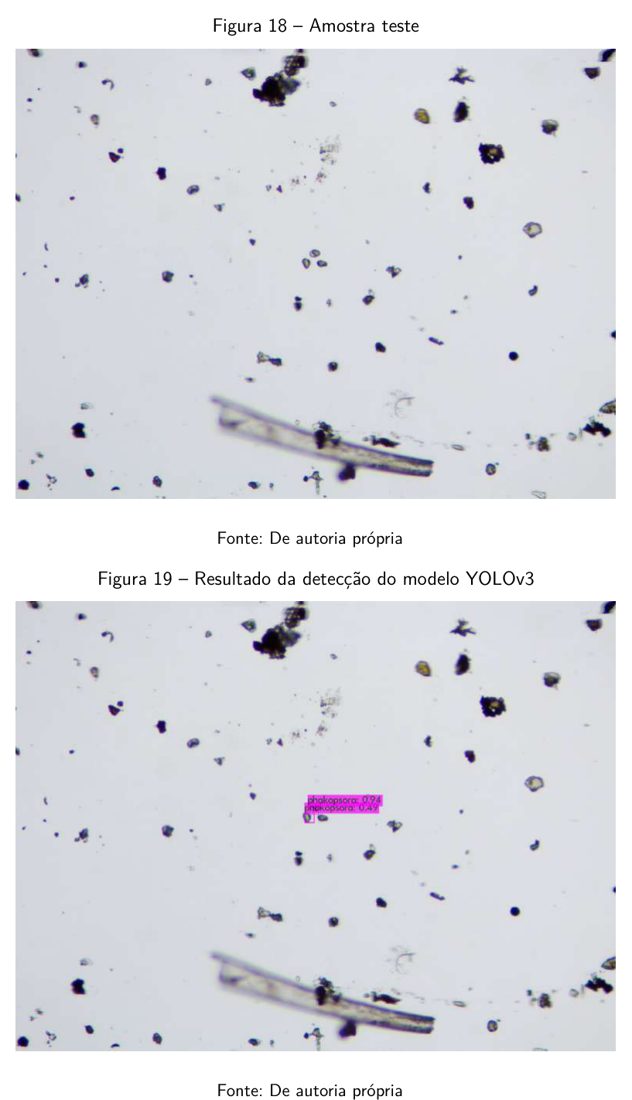 Figura 18 – Amostra teste
Fonte: De autoria própria
Figura 19 – Resultado da detecção do modelo YOLOv3
phakopsora: 0.94
phakopsora: 0.49
Fonte: De autoria própria